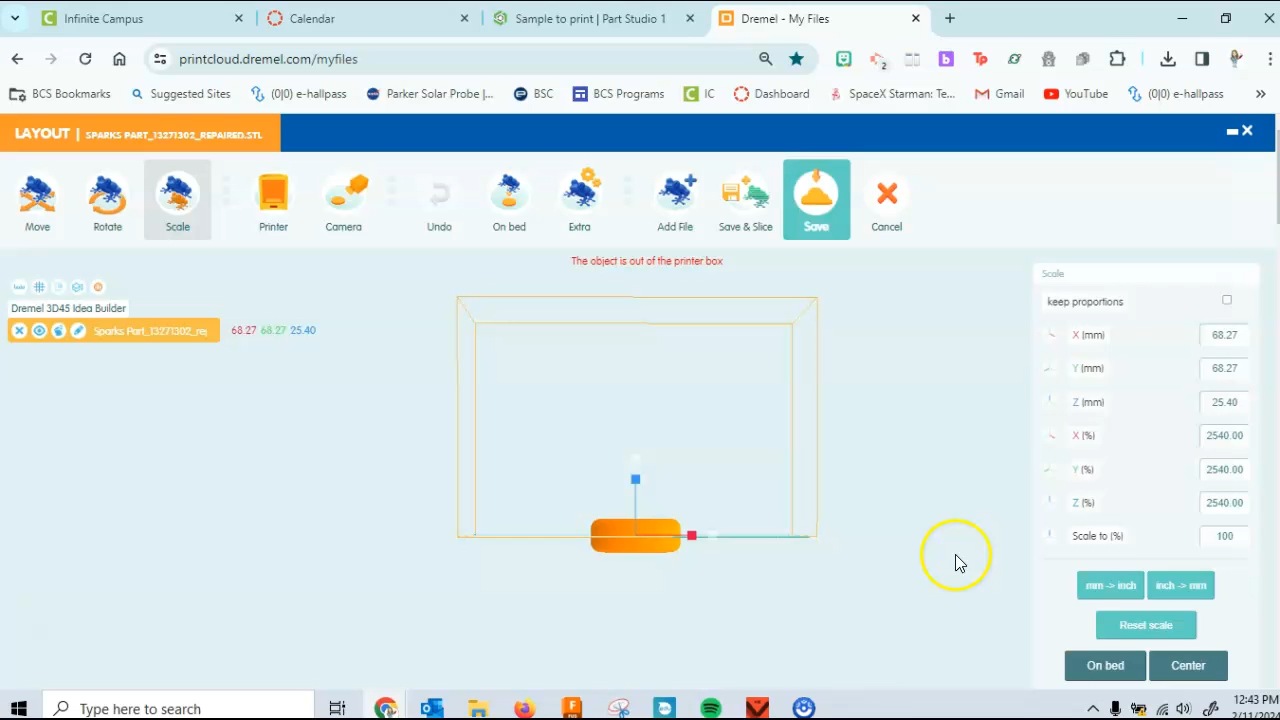 Infinite Campus
Calendar
Sample to print | Part Studio 1
Dremel - My Files
printcloud.dremel.com/myfiles
2
BCS Bookmarks
Suggested Sites
(0|0) e-hallpass
Parker Solar Probe |...
BSC
BCS Programs
IC
Dashboard
SpaceX Starman: Te...
Gmail
YouTube
(0|0) e-hallpass
LAYOUT | SPARKS PART_13271302_REPAIRED.STL
Move
Rotate
Scale
Printer
Camera
Undo
On bed
Extra
Add File
Save & Slice
Save
Cancel
The object is out of the printer box
Dremel 3D45 Idea Builder
Sparks Part_13271302_rep
68.27 68.27 25.40
Scale
keep proportions
X (mm) 68.27
Y (mm) 68.27
Z (mm) 25.40
X (%) 2540.00
Y (%) 2540.00
Z (%) 2540.00
Scale to (%) 100
mm -> inch
inch -> mm
Reset scale
On bed
Center
Type here to search
12:43 PM